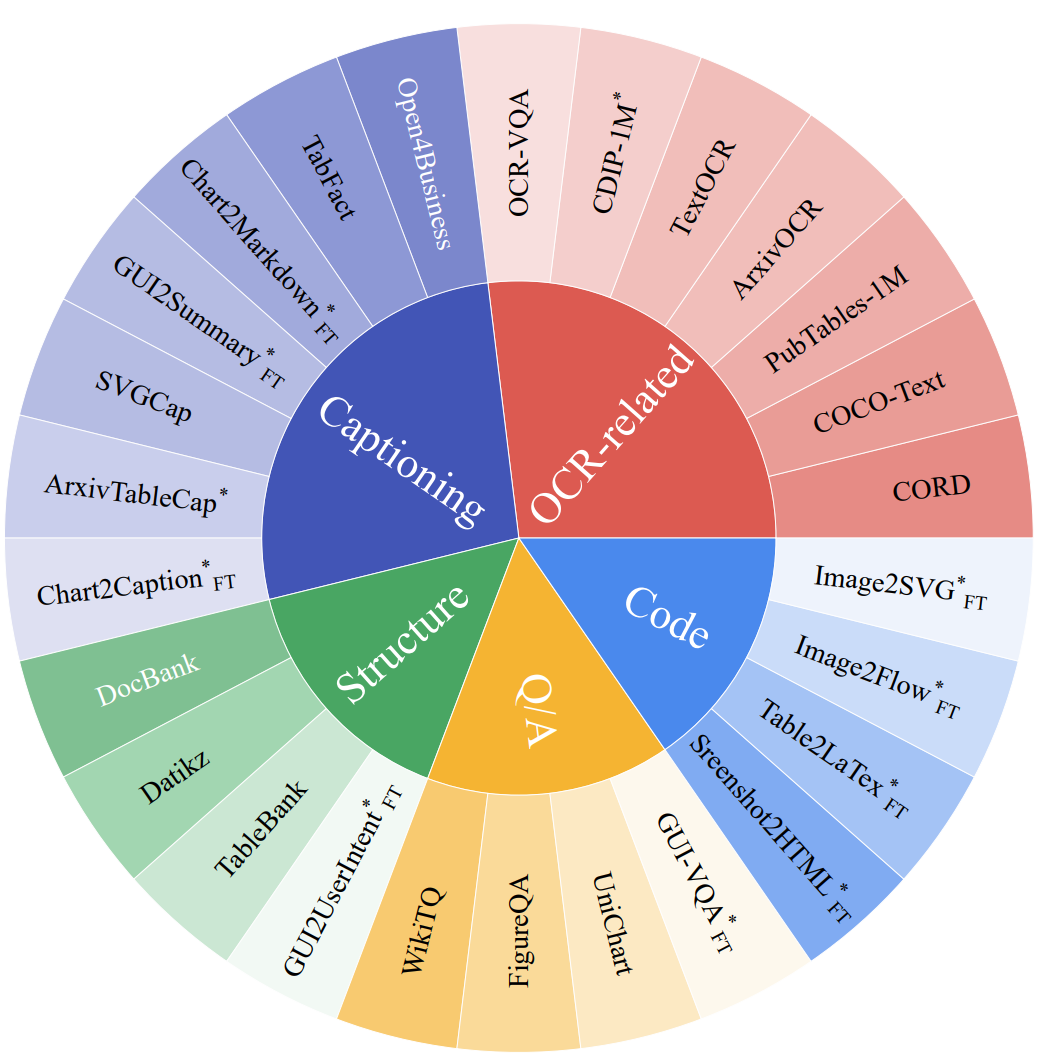 OCR-related
OCR-VQA
CDIP-1M*
TextOCR
ArxivOCR
PubTables-1M
COCO-Text
CORD
Code
Image2SVG*FT
Image2Flow*FT
Table2LaTex*FT
Sreenshot2HTML*FT
Q/A
GUI-VQA*FT
UniChart
FigureQA
WikiTQ
Structure
GUI2UserIntent*FT
TableBank
Datikz
DocBank
Captioning
Chart2Caption*FT
ArxivTableCap*
SVGCap
GUI2Summary*FT
Chart2Markdown*FT
TabFact
Open4Business